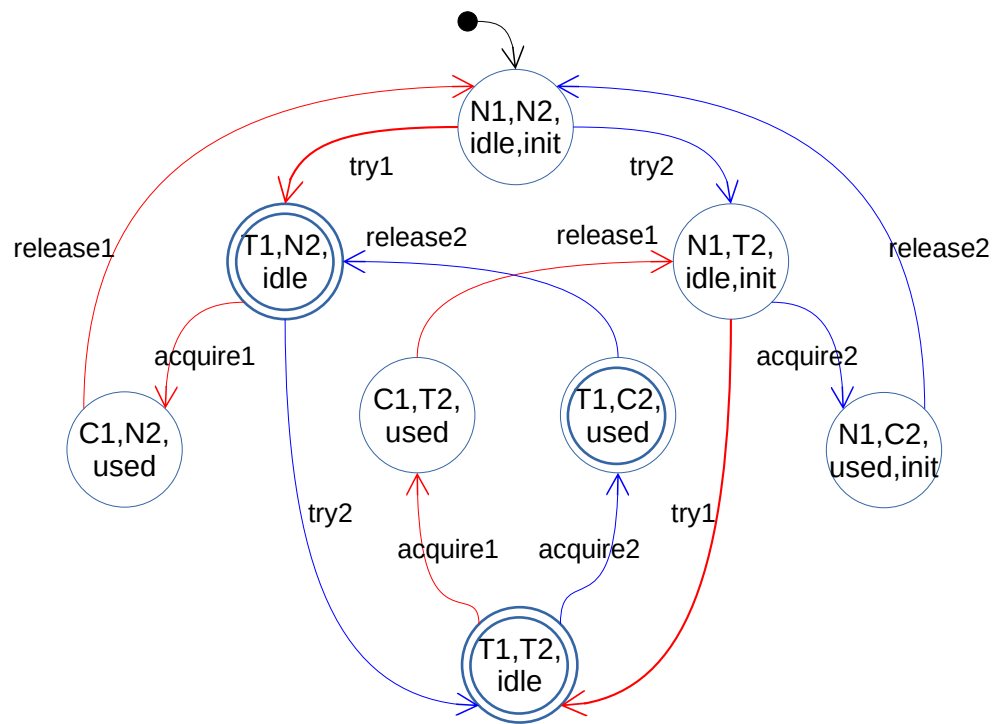 N1,N2,
idle,init
try1
try2
T1,N2,
idle
release2
release1
N1,T2,
idle,init
release1
release2
acquire1
acquire2
C1,T2,
used
T1,C2,
used
C1,N2,
used
N1,C2,
used,init
try2
try1
acquire1
acquire2
T1,T2,
idle